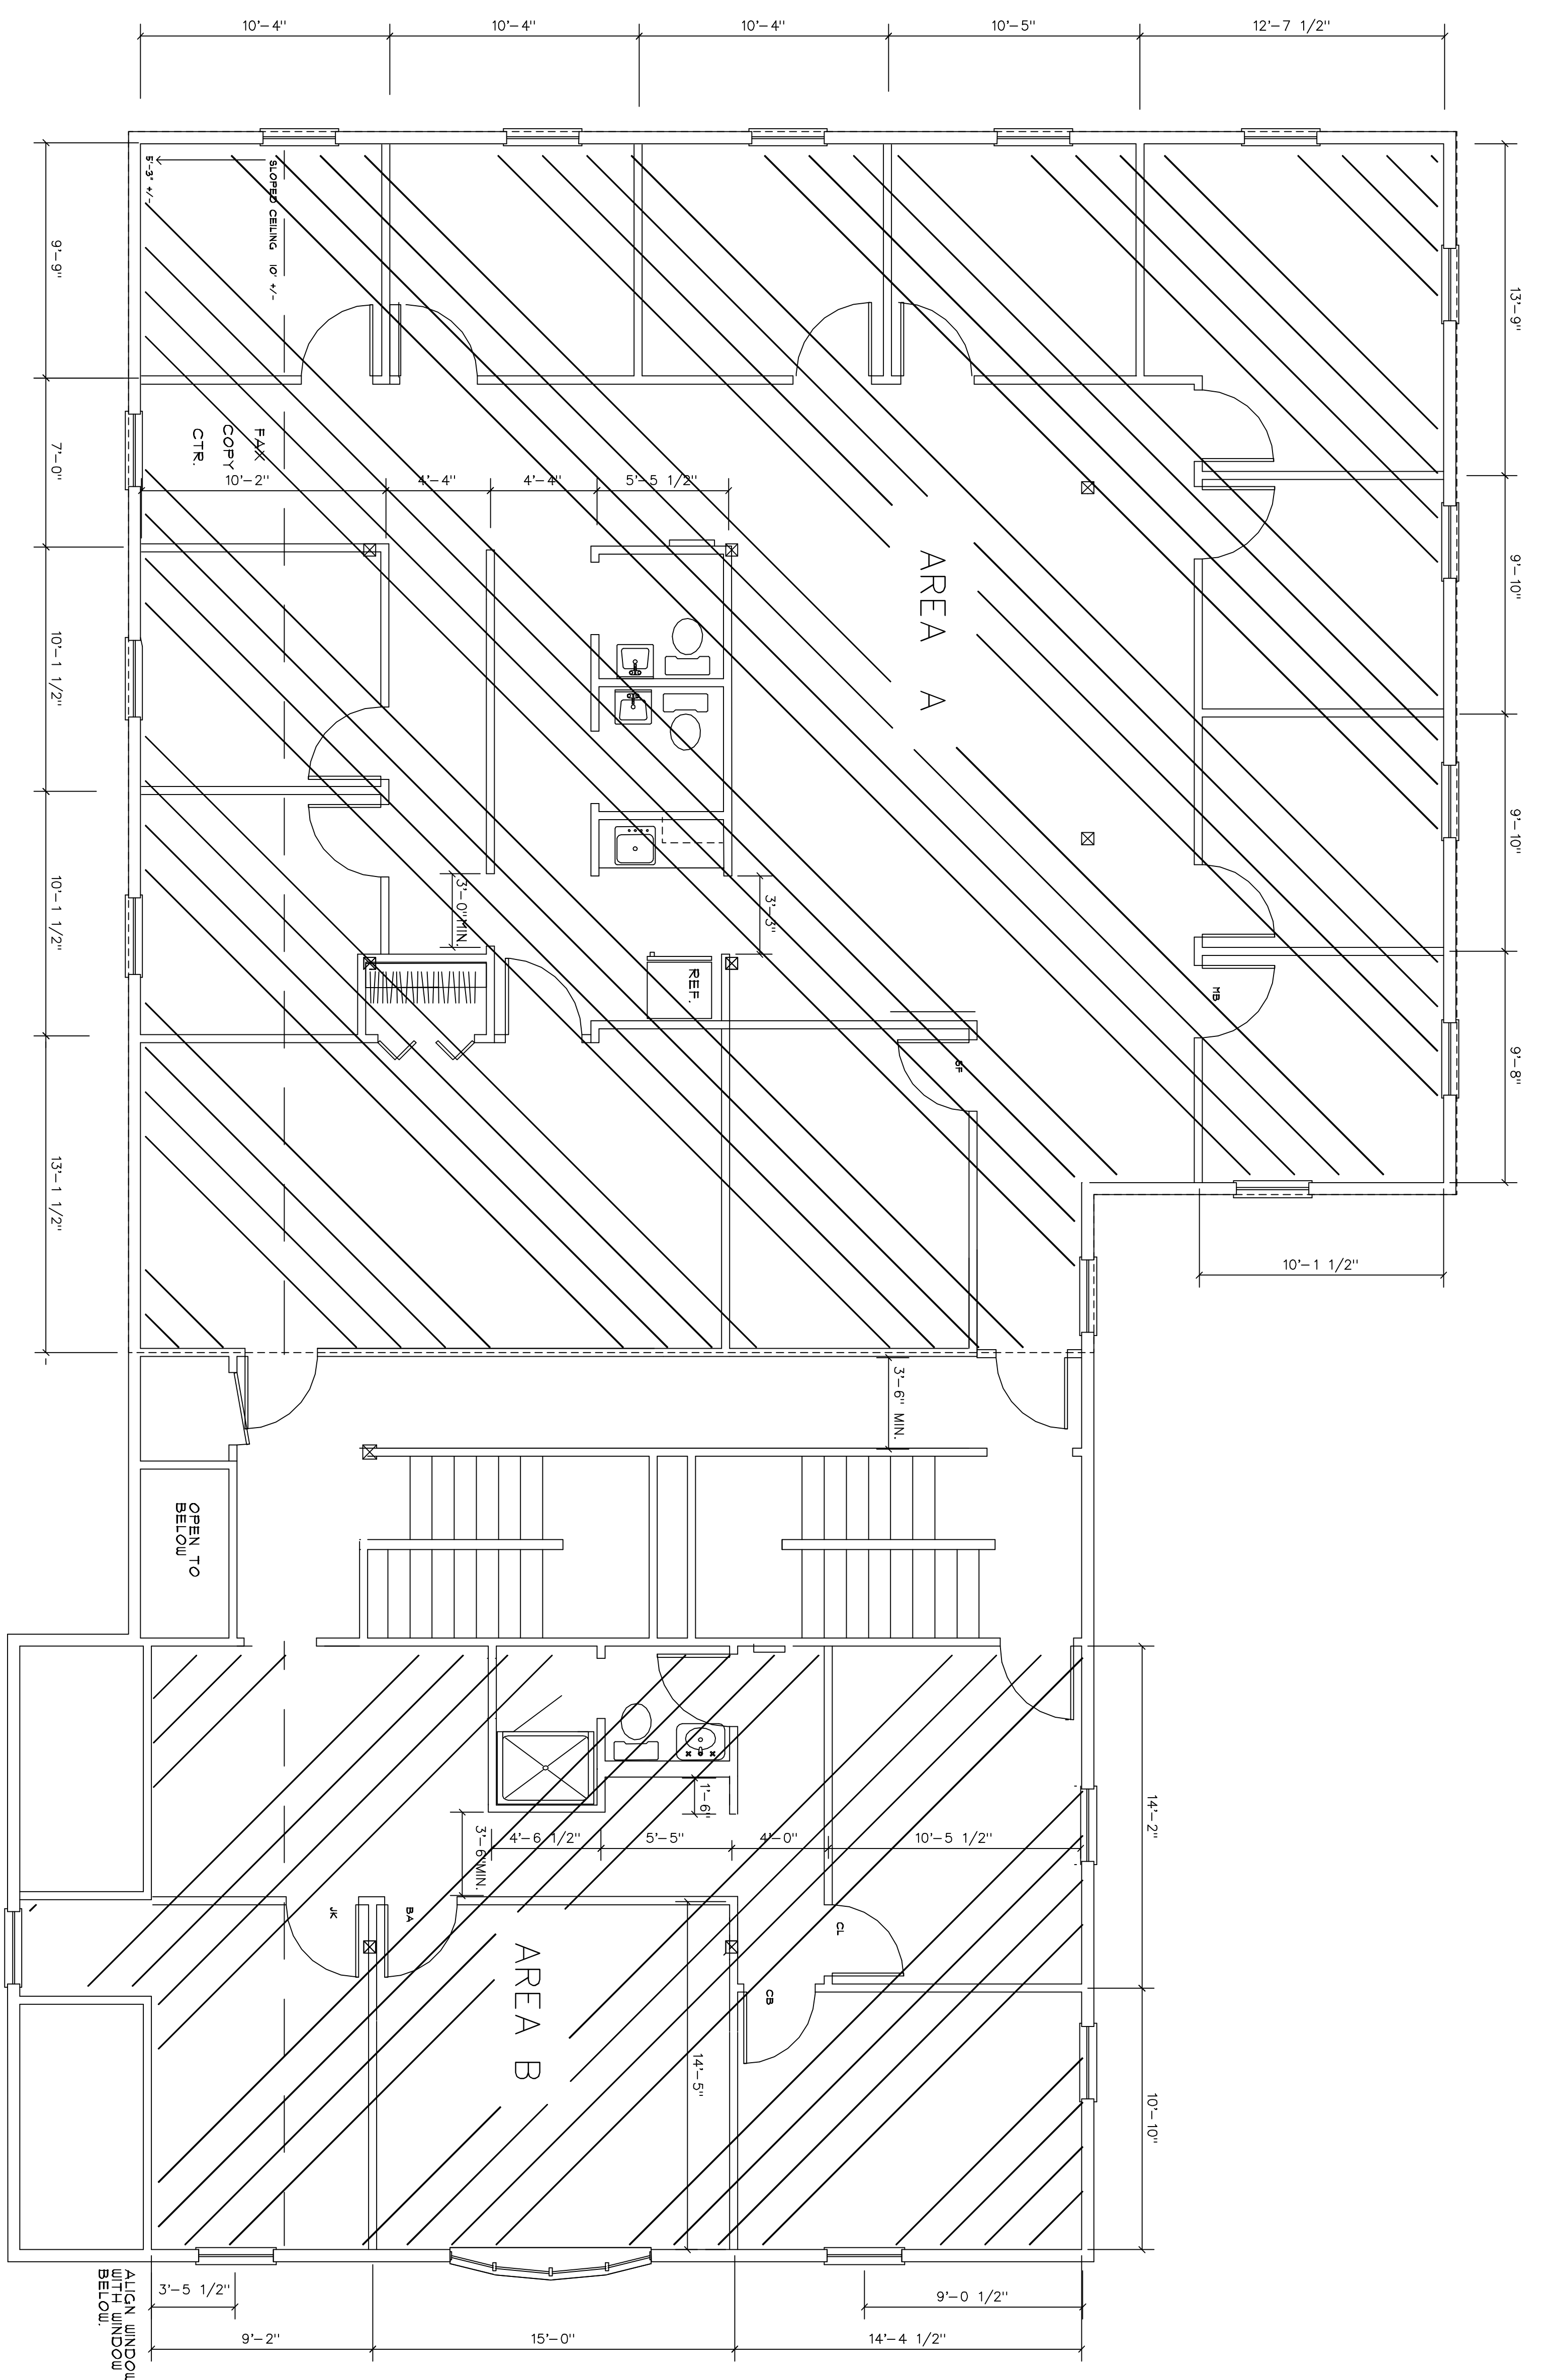 10'-4"
10'-4"
10'-4"
10'-5"
12'-7 1/2"
13'-9"
9'-10"
9'-10"
9'-8"
10'-1 1/2"
9'-9"
7'-0"
10'-1 1/2"
10'-1 1/2"
13'-1 1/2"
5'-3" +/-
SLOPED CEILING 10' +/-
FAX
COPY
CTR.
10'-2"
4'-4"
4'-4"
5'-5 1/2"
AREA A
3'-0" MIN.
3'-3"
REF.
MB
SF
3'-6" MIN.
OPEN TO
BELOW
1'-6"
3'-6" MIN.
4'-6 1/2"
5'-5"
4'-0"
10'-5 1/2"
14'-2"
10'-10"
JK
BA
CL
CB
AREA B
14'-5"
ALIGN WINDOW
WITH WINDOW
BELOW.
3'-5 1/2"
9'-0 1/2"
9'-2"
15'-0"
14'-4 1/2"